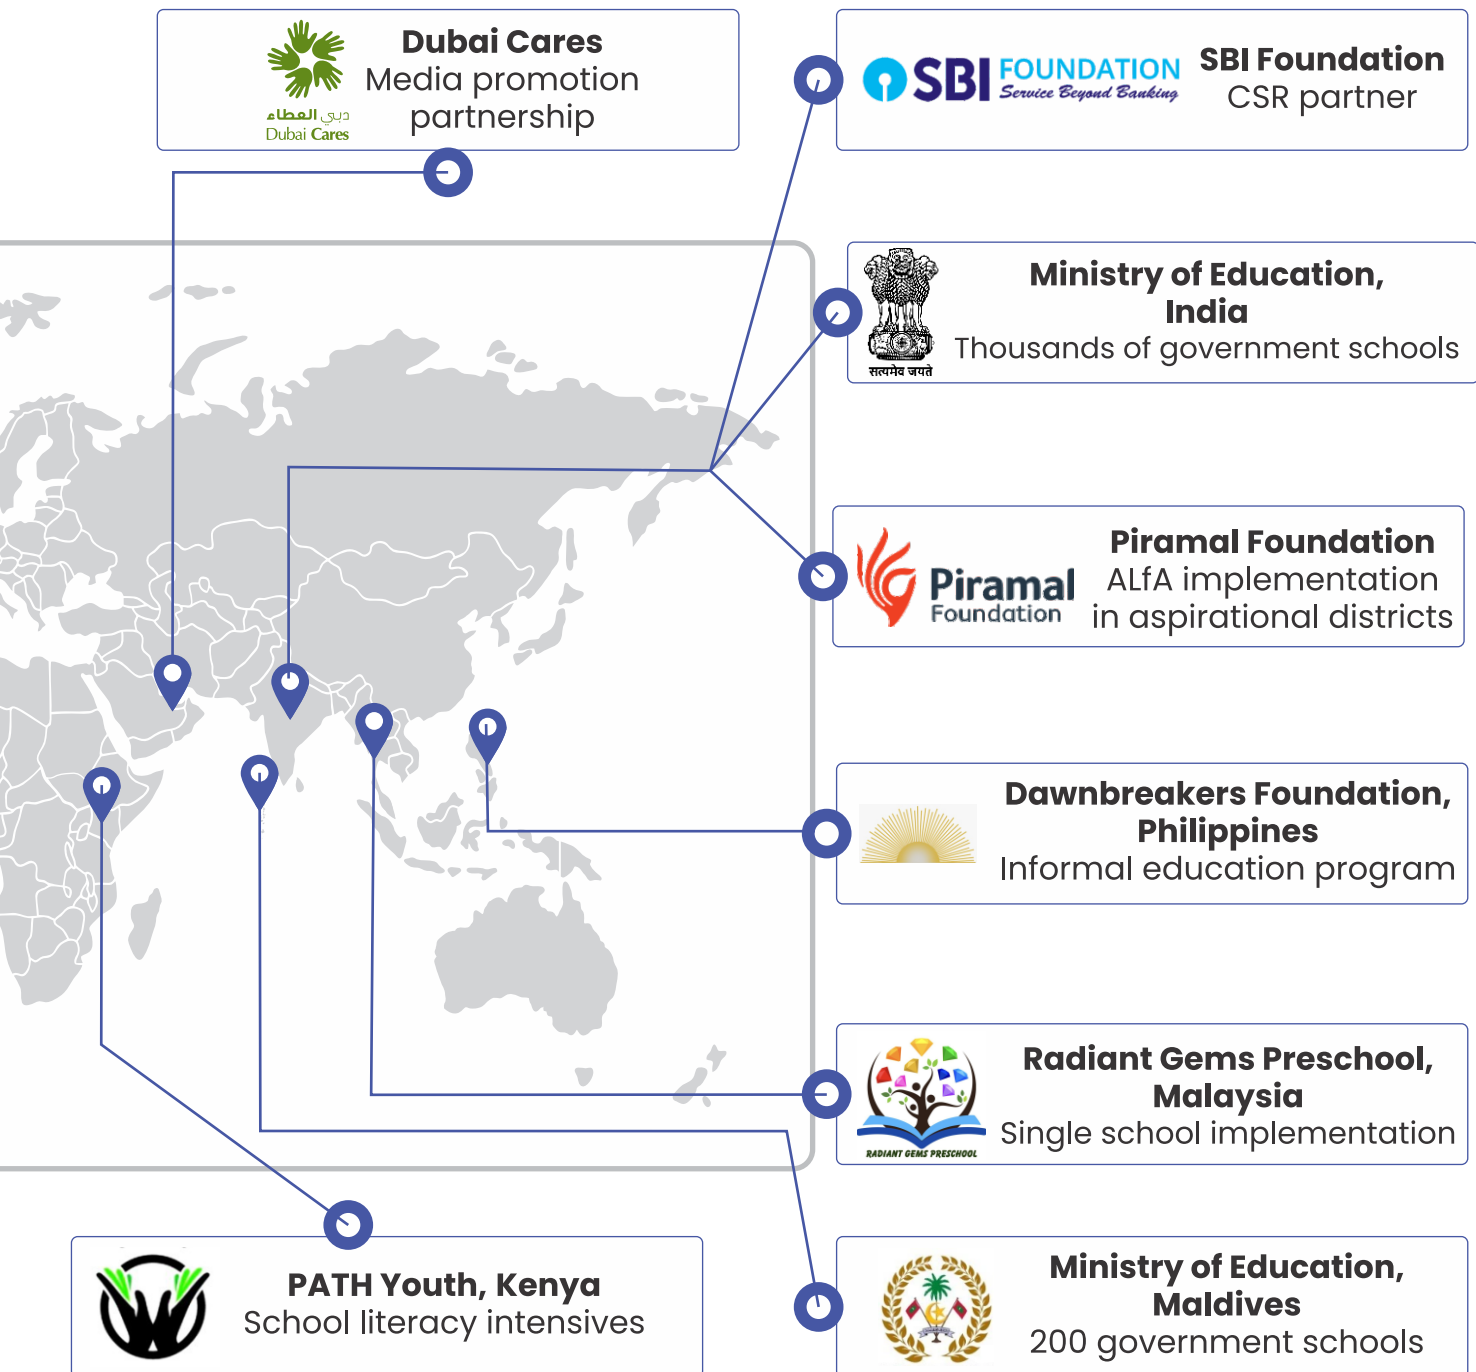 دبي العطاء
Dubai Cares
Dubai Cares
Media promotion
partnership
SBI FOUNDATION
Service Beyond Banking
SBI Foundation
CSR partner
सत्यमेव जयते
Ministry of Education,
India
Thousands of government schools
Piramal
Foundation
Piramal Foundation
ALfA implementation
in aspirational districts
Dawnbreakers Foundation,
Philippines
Informal education program
RADIANT GEMS PRESCHOOL
Radiant Gems Preschool,
Malaysia
Single school implementation
PATH Youth, Kenya
School literacy intensives
Ministry of Education,
Maldives
200 government schools